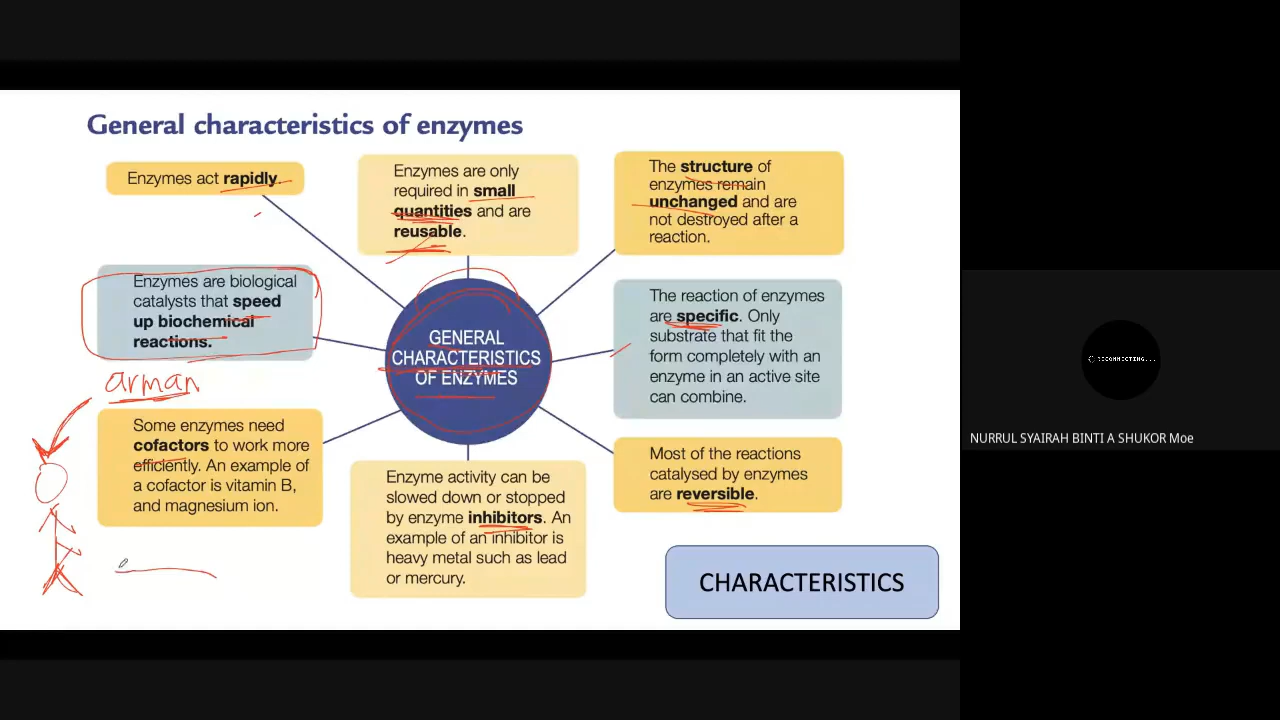 General characteristics of enzymes
Enzymes act rapidly.
Enzymes are only
required in small
quantities and are
reusable.
The structure of
enzymes remain
unchanged and are
not destroyed after a
reaction.
Enzymes are biological
catalysts that speed
up biochemical
reactions.
GENERAL
CHARACTERISTICS
OF ENZYMES
The reaction of enzymes
are specific. Only
substrate that fit the
form completely with an
enzyme in an active site
can combine.
arman
Some enzymes need
cofactors to work more
efficiently. An example of
a cofactor is vitamin B,
and magnesium ion.
Enzyme activity can be
slowed down or stopped
by enzyme inhibitors. An
example of an inhibitor is
heavy metal such as lead
or mercury.
Most of the reactions
catalysed by enzymes
are reversible.
CHARACTERISTICS
RECONNECTING...
NURRUL SYAIRAH BINTI A SHUKOR Moe